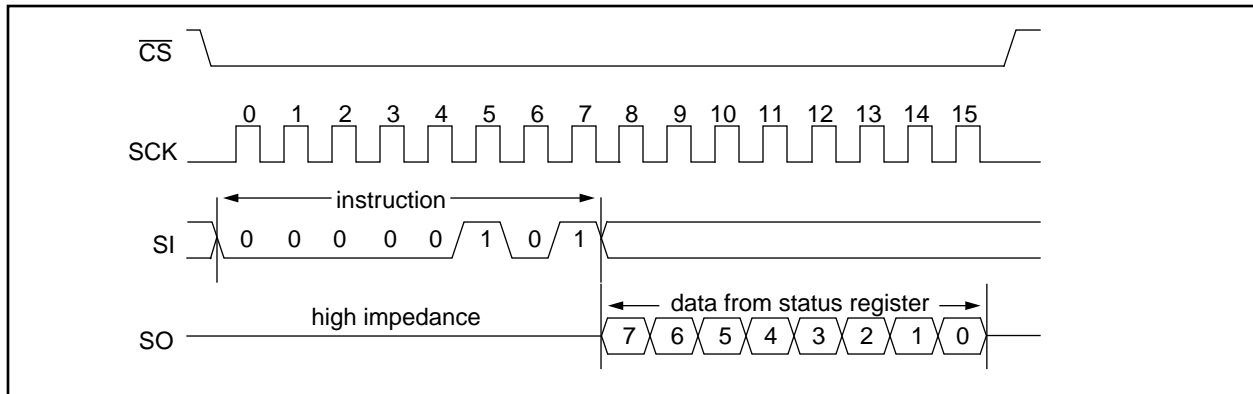 CS
0 1 2 3 4 5 6 7 8 9 10 11 12 13 14 15
SCK
instruction
SI 0 0 0 0 0 1 0 1
data from status register
high impedance
SO 7 6 5 4 3 2 1 0